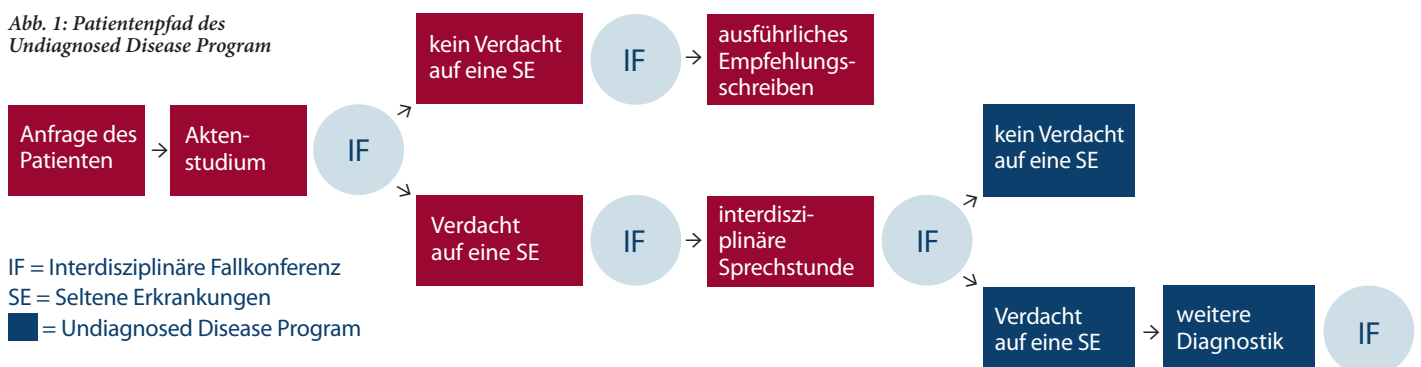 Abb. 1: Patientenpfad des
Undiagnosed Disease Program
Anfrage des
Patienten
→
Akten-
studium
IF
kein Verdacht
auf eine SE
IF
→
ausführliches
Empfehlungs-
schreiben
Verdacht
auf eine SE
IF
→
interdiszi-
plinäre
Sprechstunde
IF
kein Verdacht
auf eine SE
Verdacht
auf eine SE
→
weitere
Diagnostik
IF
IF = Interdisziplinäre Fallkonferenz
SE = Seltene Erkrankungen
= Undiagnosed Disease Program